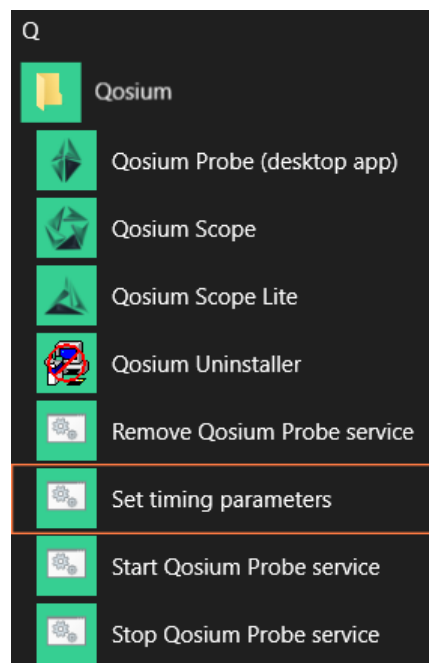 Q
Qosium
Qosium Probe (desktop app)
Qosium Scope
Qosium Scope Lite
Qosium Uninstaller
Remove Qosium Probe service
Set timing parameters
Start Qosium Probe service
Stop Qosium Probe service